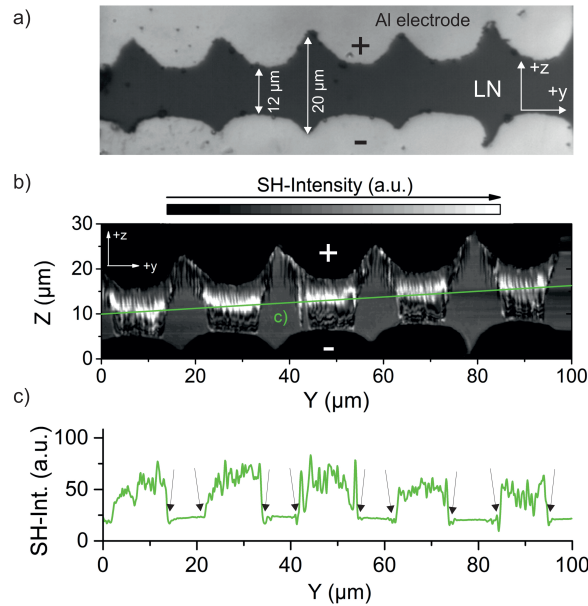 a)
Al electrode
+
12 µm
20 µm
LN
+z
+y
-
b)
SH-Intensity (a.u.)
30
20
10
0
Z (µm)
+z
+y
+
c)
-
0 20 40 60 80 100
Y (µm)
c)
100
50
0
SH-Int. (a.u.)
0 20 40 60 80 100
Y (µm)